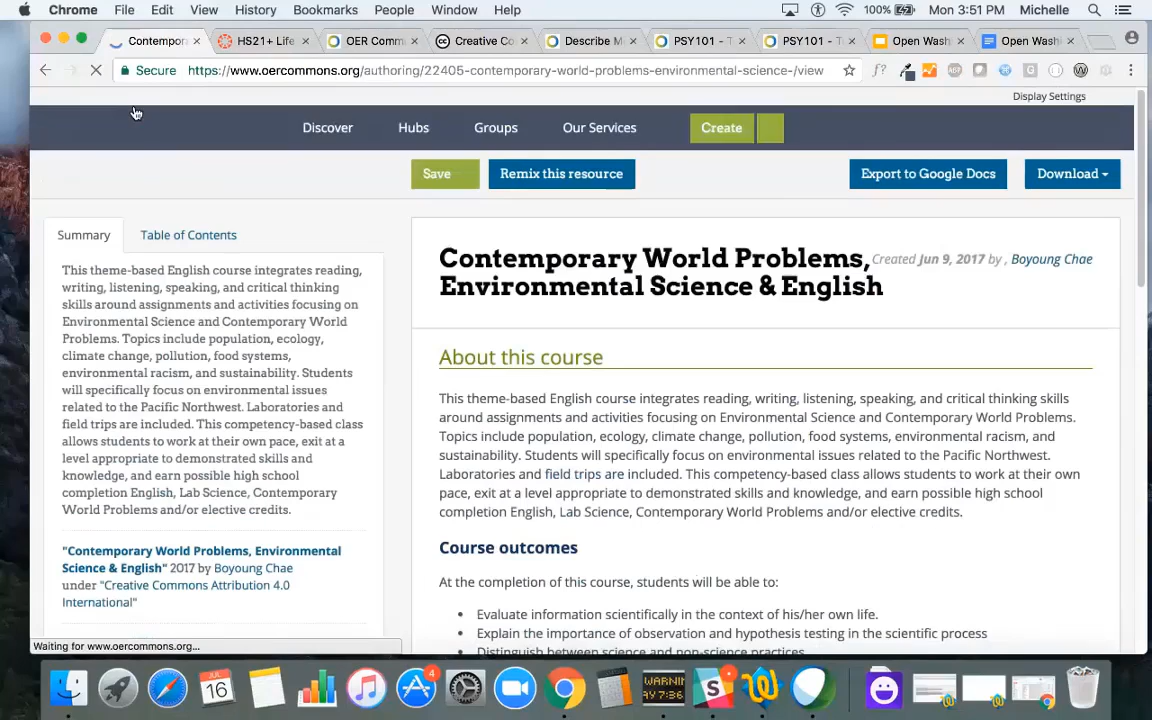 Chrome File Edit View History Bookmarks People Window Help 100% Mon 3:51 PM Michelle
Contempor HS21+ Life OER Comm Creative Co Describe M PSY101 - T PSY101 - Tv Open Wash Open Wash
Secure https://www.oercommons.org/authoring/22405-contemporary-world-problems-environmental-science-/view
Display Settings
Discover Hubs Groups Our Services Create
Save Remix this resource Export to Google Docs Download
Summary Table of Contents
This theme-based English course integrates reading,
writing, listening, speaking, and critical thinking
skills around assignments and activities focusing on
Environmental Science and Contemporary World
Problems. Topics include population, ecology,
climate change, pollution, food systems,
environmental racism, and sustainability. Students
will specifically focus on environmental issues
related to the Pacific Northwest. Laboratories and
field trips are included. This competency-based class
allows students to work at their own pace, exit at a
level appropriate to demonstrated skills and
knowledge, and earn possible high school
completion English, Lab Science, Contemporary
World Problems and/or elective credits.
"Contemporary World Problems, Environmental
Science & English" 2017 by Boyoung Chae
under "Creative Commons Attribution 4.0
International"
Contemporary World Problems,
Environmental Science & English
Created Jun 9, 2017 by , Boyoung Chae
About this course
This theme-based English course integrates reading, writing, listening, speaking, and critical thinking skills
around assignments and activities focusing on Environmental Science and Contemporary World Problems.
Topics include population, ecology, climate change, pollution, food systems, environmental racism, and
sustainability. Students will specifically focus on environmental issues related to the Pacific Northwest.
Laboratories and field trips are included. This competency-based class allows students to work at their own
pace, exit at a level appropriate to demonstrated skills and knowledge, and earn possible high school
completion English, Lab Science, Contemporary World Problems and/or elective credits.
Course outcomes
At the completion of this course, students will be able to:
• Evaluate information scientifically in the context of his/her own life.
• Explain the importance of observation and hypothesis testing in the scientific process
• Distinguish between science and non-science practices
Waiting for www.oercommons.org...
JUL
16
4
WARNIN
AY 7:36